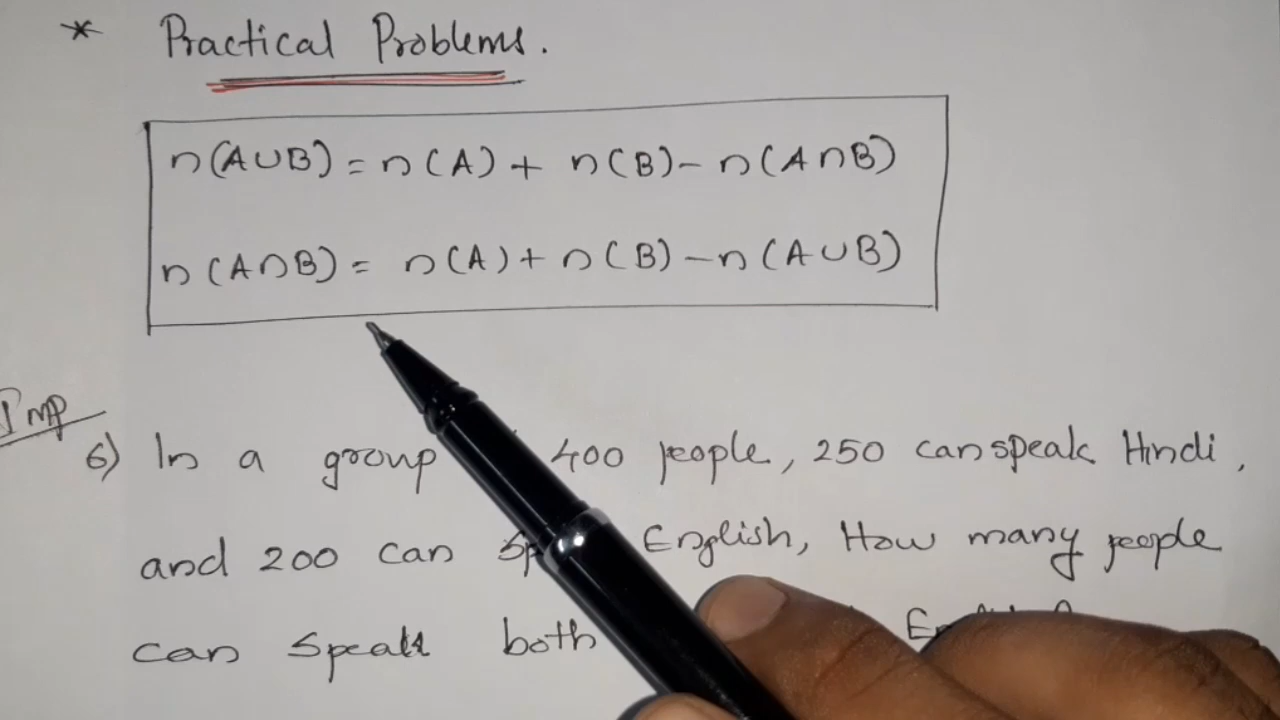 * Practical Problems.
n(A∪B) = n(A) + n(B) - n(A∩B)
n(A∩B) = n(A) + n(B) - n(A∪B)
Imp
6) In a group 400 people, 250 can speak Hindi,
and 200 can English, How many people
can speak both